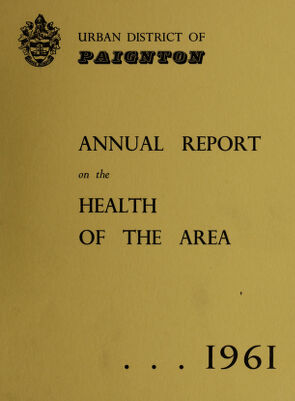 URBAN DISTRICT OF
PAIGNTON
ANNUAL REPORT
on the
HEALTH
OF THE AREA
. . . 1961